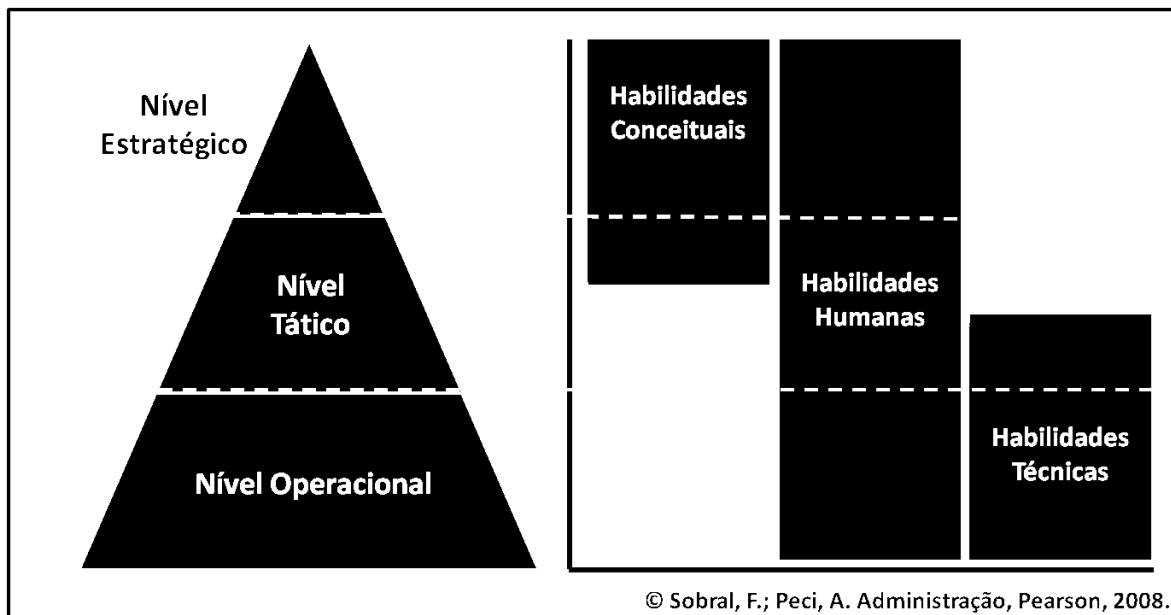 Nível
Estratégico
Nível
Tático
Nível Operacional
Habilidades
Conceituais
Habilidades
Humanas
Habilidades
Técnicas
© Sobral, F.; Peci, A. Administração, Pearson, 2008.